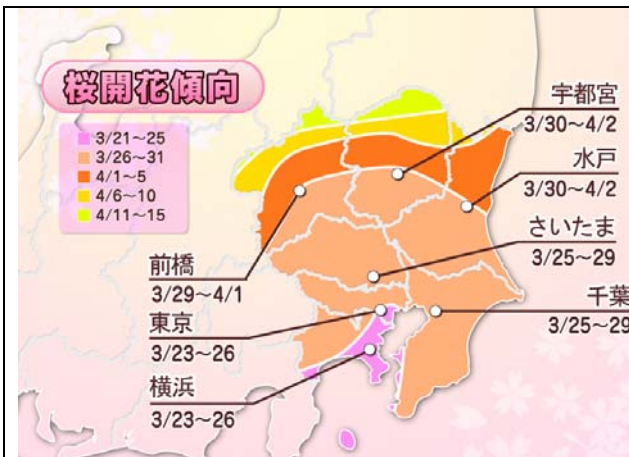 桜開花傾向
3/21～25
3/26～31
4/1～5
4/6～10
4/11～15
宇都宮
3/30～4/2
水戸
3/30～4/2
さいたま
3/25～29
千葉
3/25～29
前橋
3/29～4/1
東京
3/23～26
横浜
3/23～26